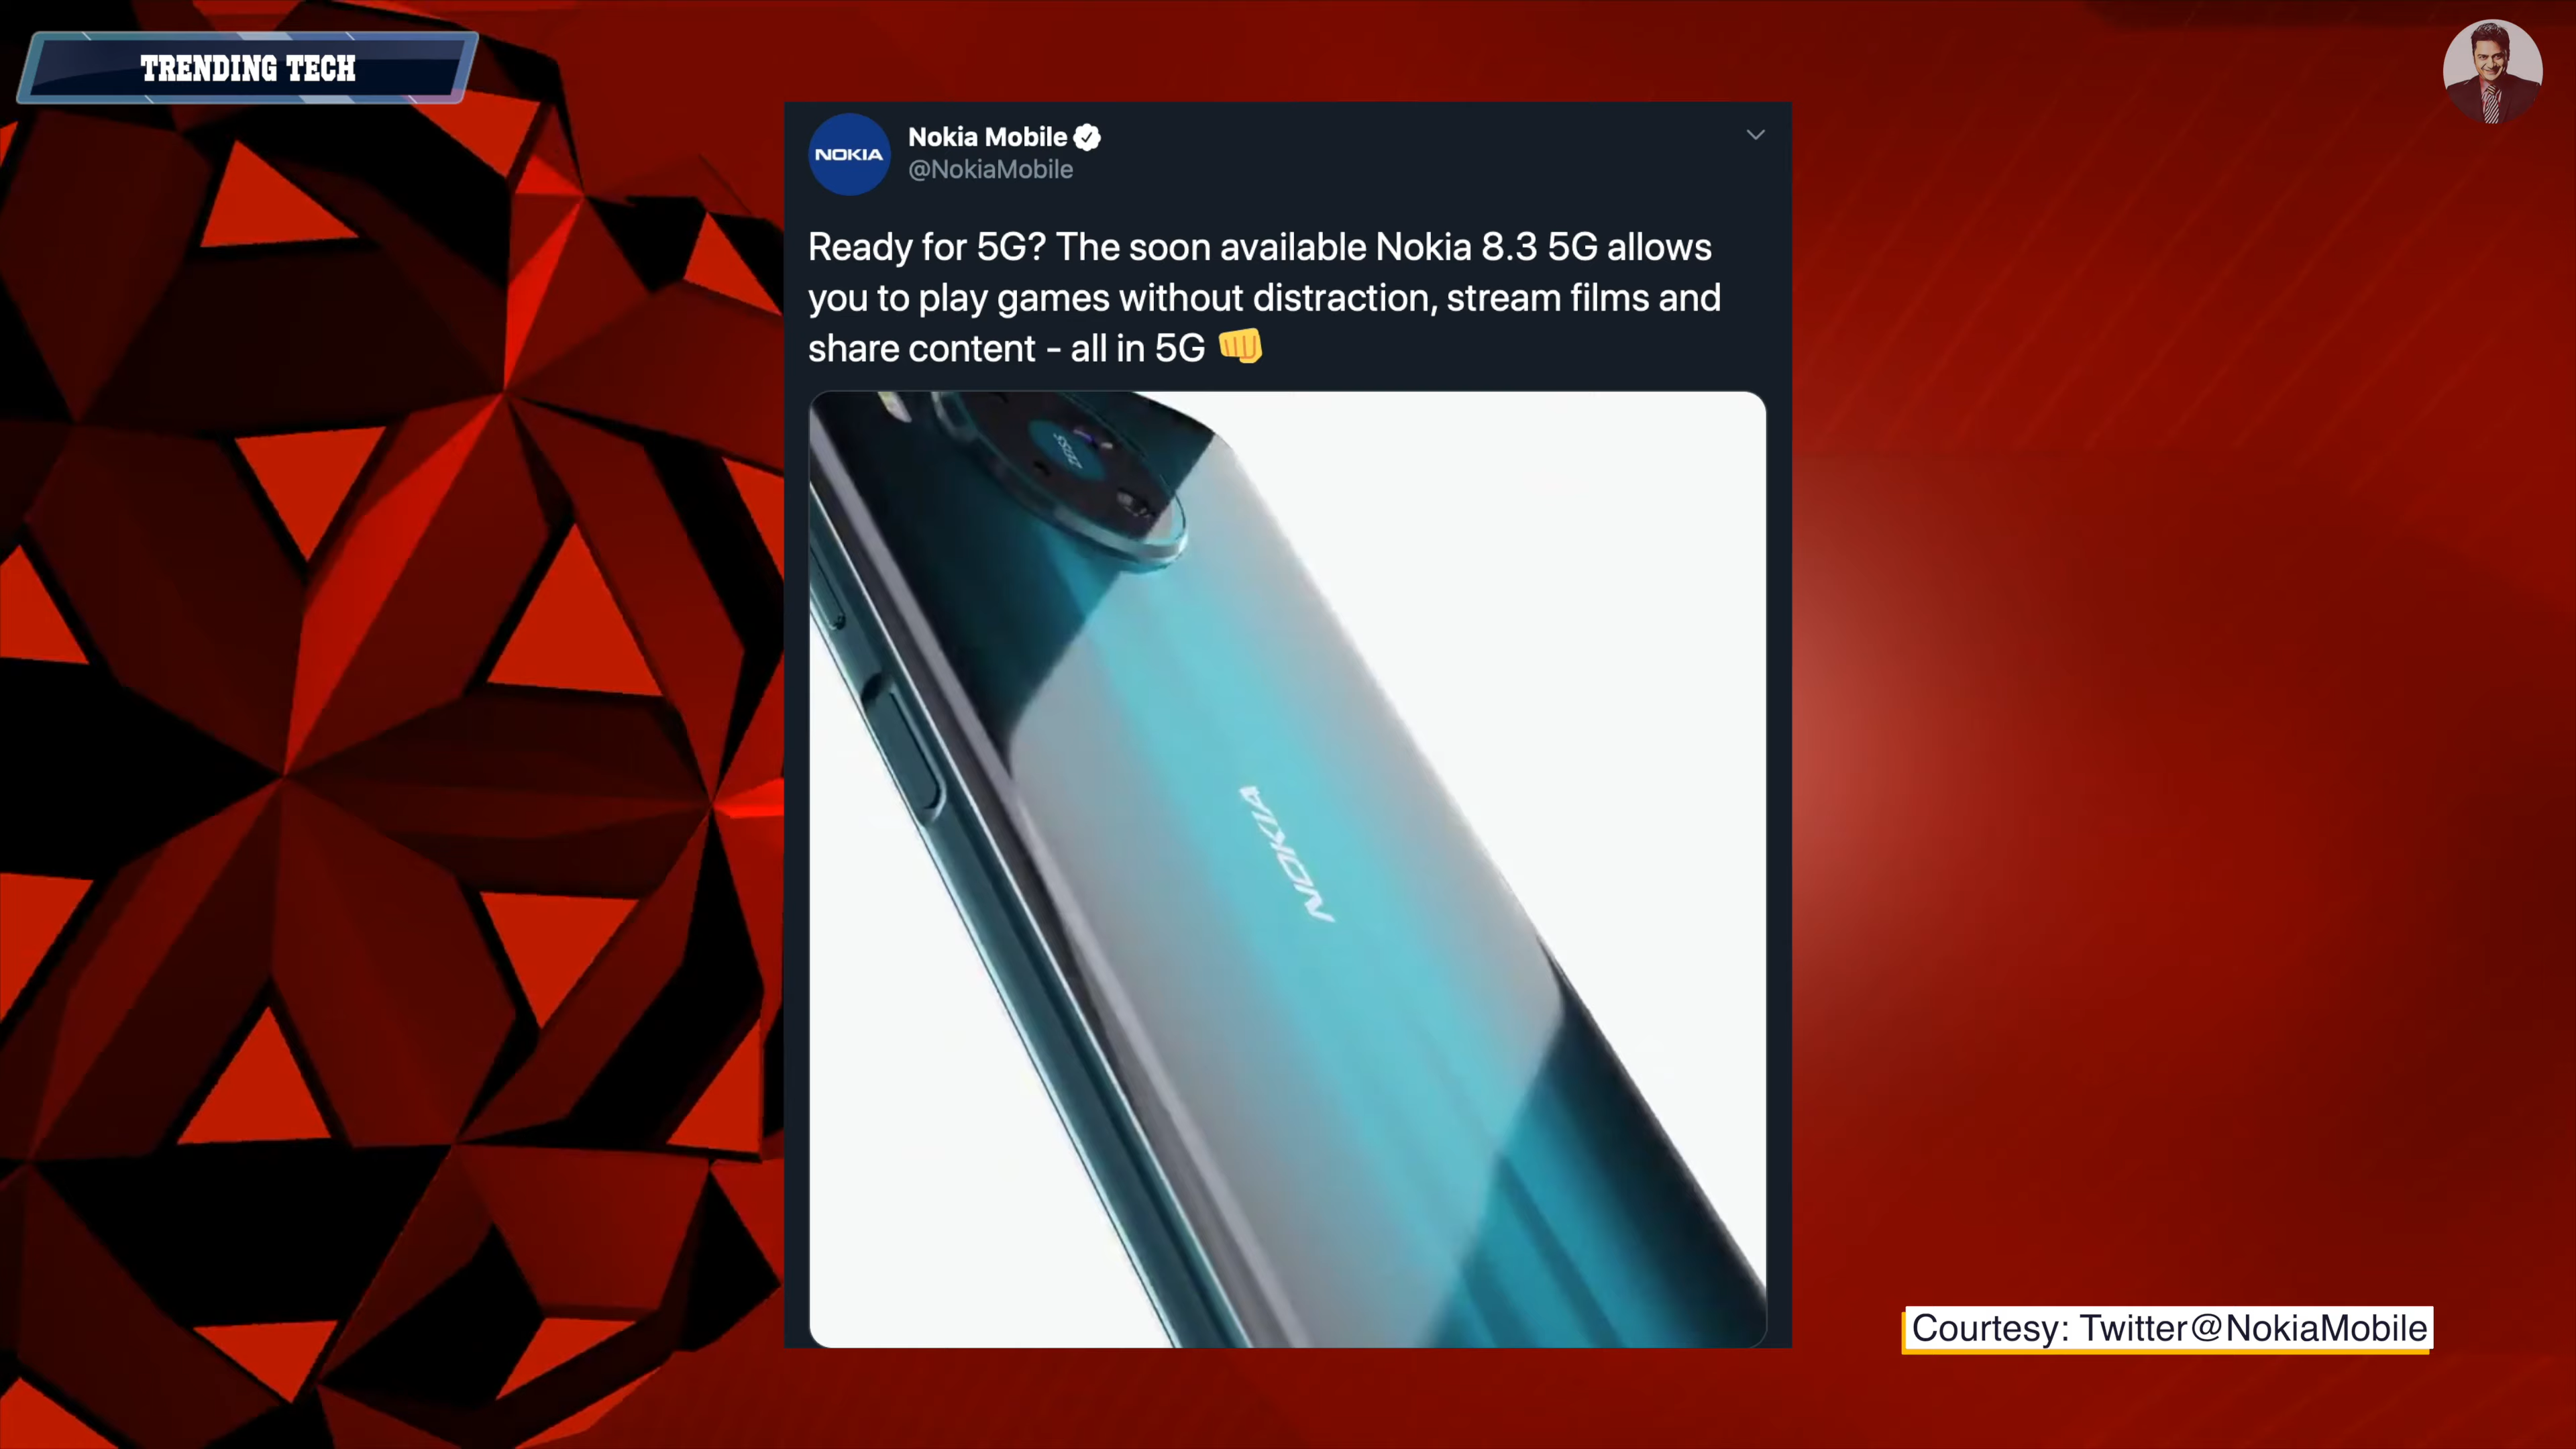 TRENDING TECH
NOKIA
Nokia Mobile
@NokiaMobile
Ready for 5G? The soon available Nokia 8.3 5G allows
you to play games without distraction, stream films and
share content - all in 5G 👊
ZEISS
NOKIA
Courtesy: Twitter@NokiaMobile